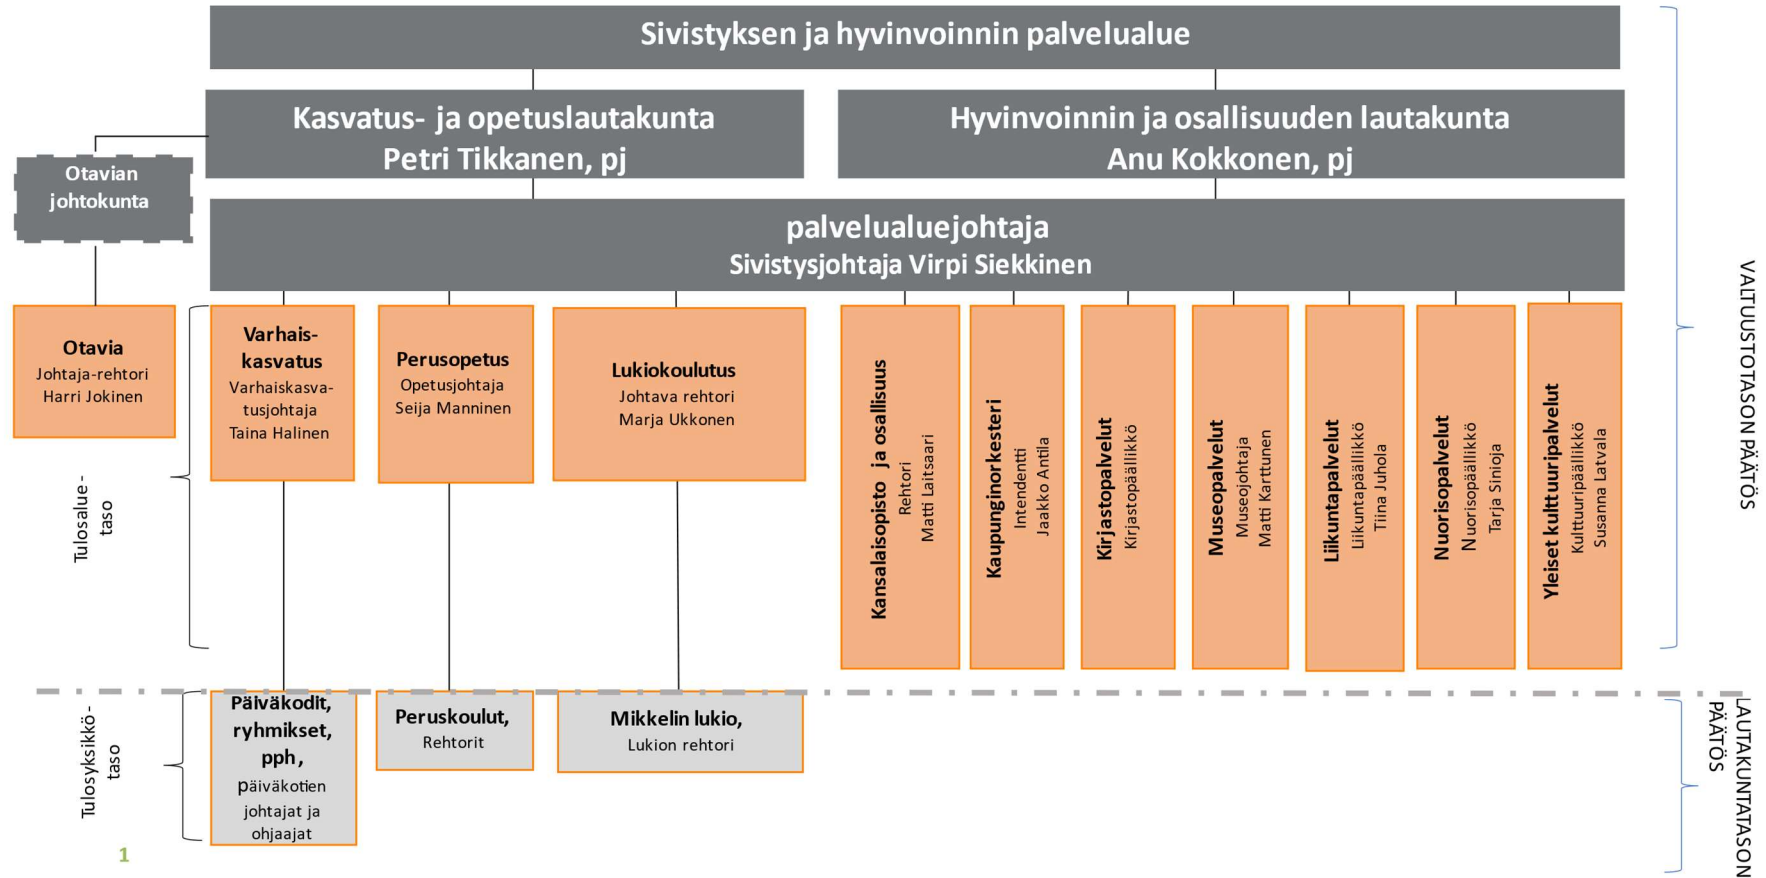 Sivistyksen ja hyvinvoinnin palvelualue
Kasvatus- ja opetuslautakunta
Petri Tikkanen, pj
Hyvinvoinnin ja osallisuuden lautakunta
Anu Kokkonen, pj
Otavian
johtokunta
palvelualuejohtaja
Sivistysjohtaja Virpi Siekkinen
Otavia
Johtaja-rehtori
Harri Jokinen
Varhais-
kasvatus
Varhaiskasva-
tusjohtaja
Taina Halinen
Perusopetus
Opetusjohtaja
Seija Manninen
Lukiokoulutus
Johtava rehtori
Marja Ukkonen
Kansalaisopisto ja osallisuus
Rehtori
Matti Laitsaari
Kaupunginorkesteri
Intendentti
Jaakko Antila
Kirjastopalvelut
Kirjastopäällikkö
Museopalvelut
Museojohtaja
Matti Karttunen
Liikuntapalvelut
Liikuntapäällikkö
Tiina Juhola
Nuorisopalvelut
Nuorisopäällikkö
Tarja Sinioja
Yleiset kulttuuripalvelut
Kulttuuripäällikkö
Susanna Latvala
VALTUUSTOTASON PÄÄTÖS
Tulosalue-
taso
Tulosyksikkö-
taso
Päiväkodit,
ryhmikset,
pph,
päiväkotien
johtajat ja
ohjaajat
Peruskoulut,
Rehtorit
Mikkelin lukio,
Lukion rehtori
LAUTAKUNTATASON
PÄÄTÖS
1